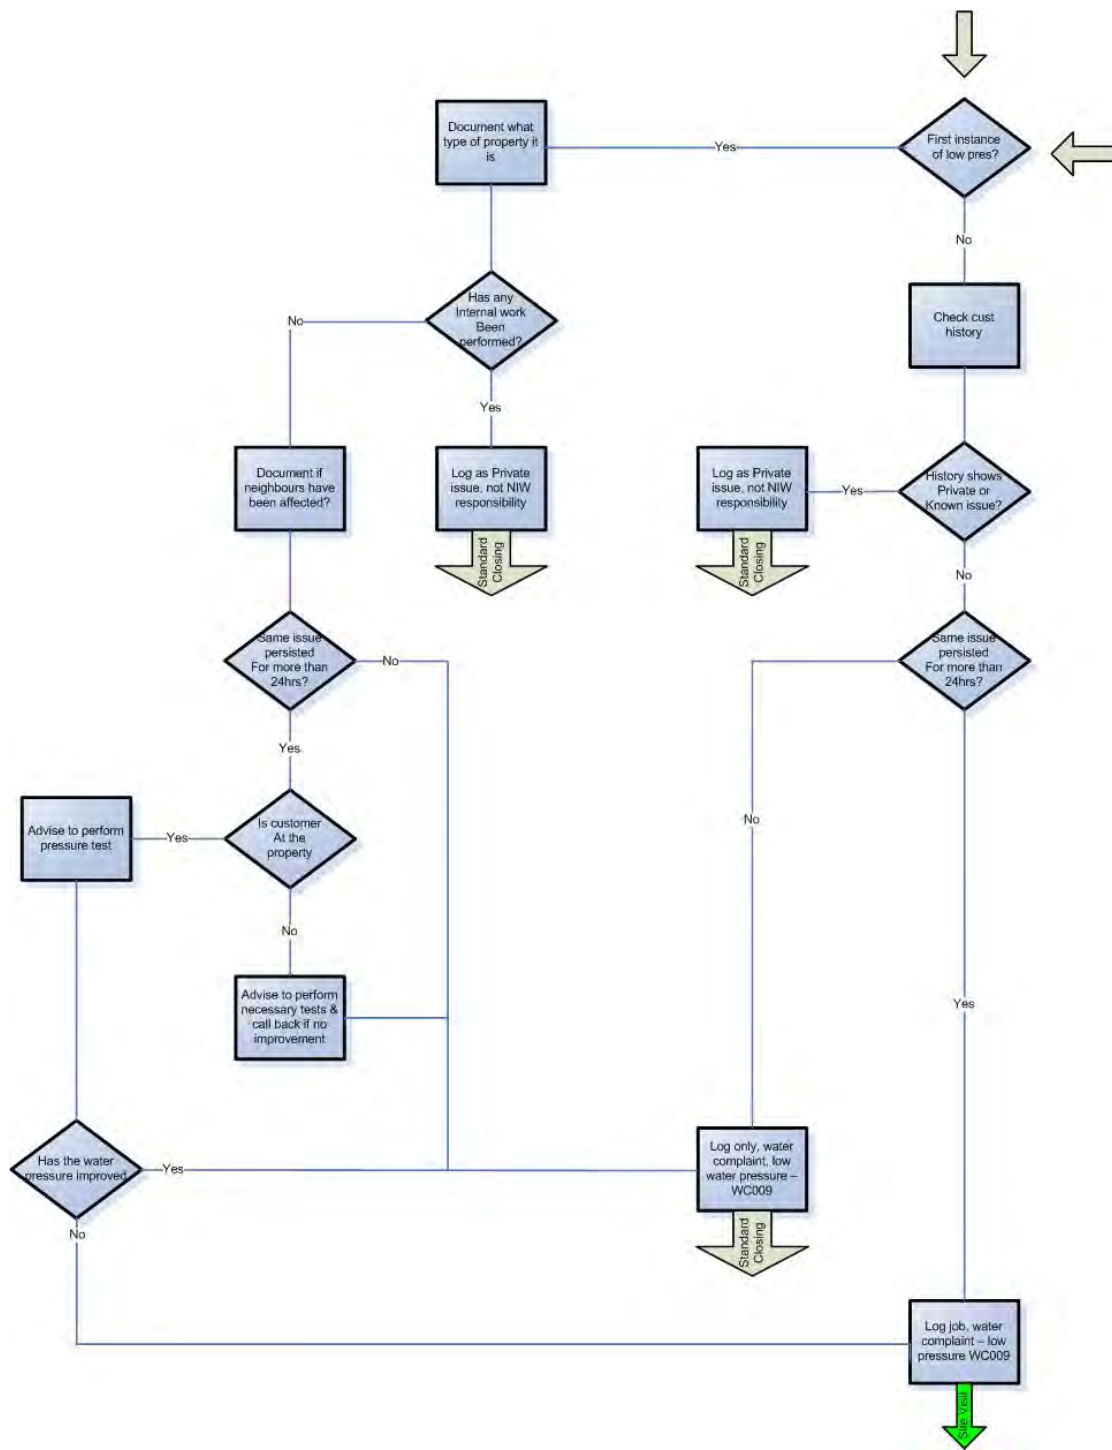 Document what
type of property it
is
Yes
First instance
of low pres?
No
Has any
Internal work
Been
performed?
No
Check cust
history
Yes
Document if
neighbours have
been affected?
Log as Private
issue, not NIW
responsibility
Log as Private
issue, not NIW
responsibility
Yes
History shows
Private or
Known issue?
Standard
Closing
Standard
Closing
No
Same issue
persisted
For more than
24hrs?
No
Same issue
persisted
For more than
24hrs?
Yes
Advise to perform
pressure test
Yes
Is customer
At the
property
No
No
Advise to perform
necessary tests &
call back if no
improvement
Yes
Has the water
pressure improved
Yes
Log only, water
complaint, low
water pressure –
WC009
No
Standard
Closing
Log job, water
complaint – low
pressure WC009
Site Visit